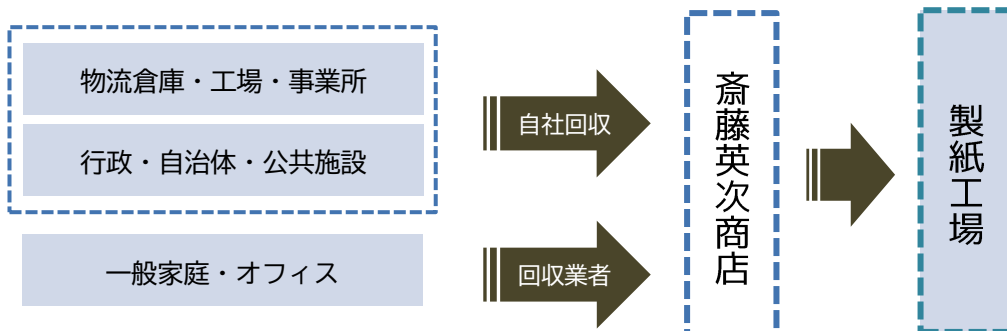 物流倉庫・工場・事業所
行政・自治体・公共施設
一般家庭・オフィス
自社回収
回収業者
斎藤英次商店
製紙工場